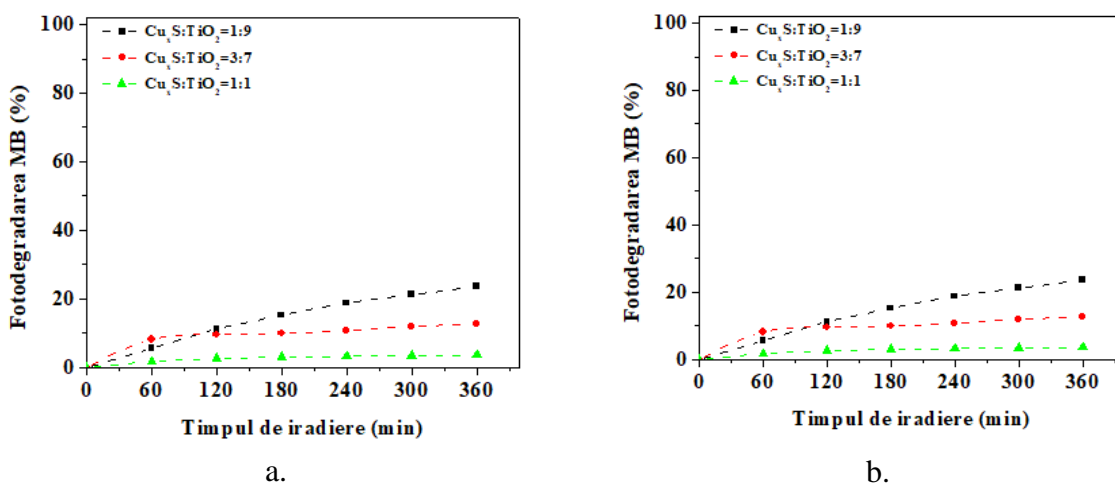 100
80
60
40
20
0
Fotodegradarea MB (%)
CuₓS:TiO₂=1:9
CuₓS:TiO₂=3:7
CuₓS:TiO₂=1:1
0 60 120 180 240 300 360
Timpul de iradiere (min)
a.
100
80
60
40
20
0
Fotodegradarea MB (%)
CuₓS:TiO₂=1:9
CuₓS:TiO₂=3:7
CuₓS:TiO₂=1:1
0 60 120 180 240 300 360
Timpul de iradiere (min)
b.